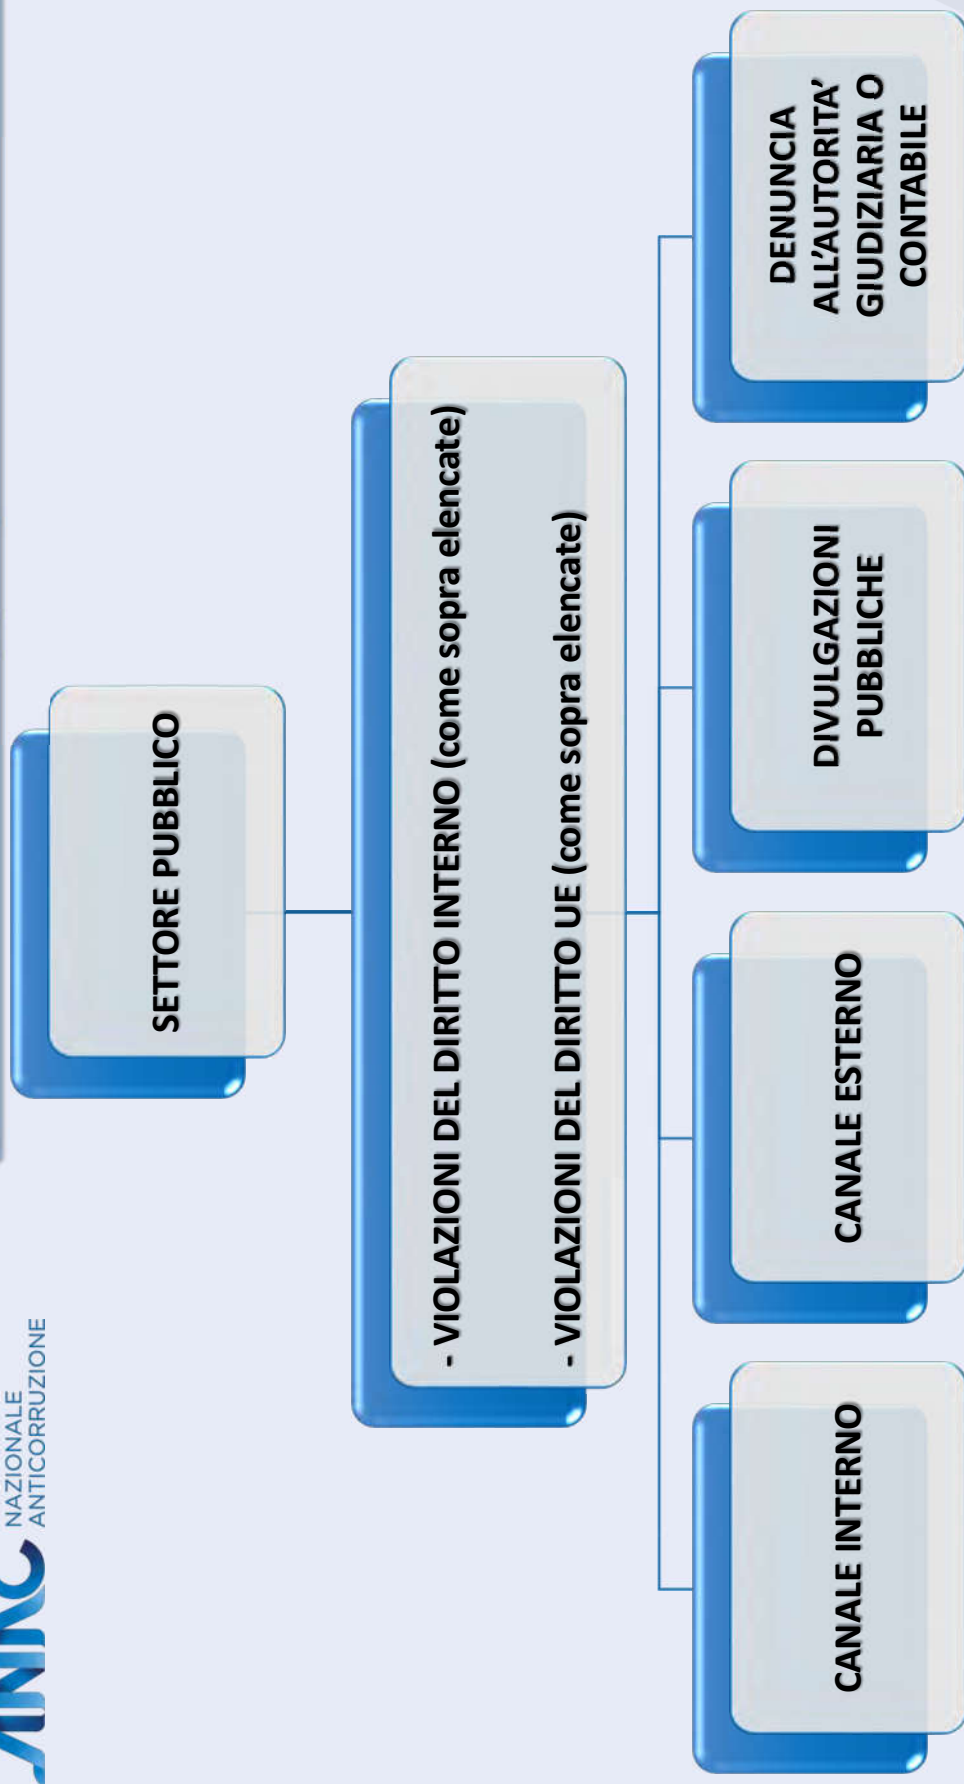 ANAC
NAZIONALE
ANTICORRUZIONE
SETTORE PUBBLICO
- VIOLAZIONI DEL DIRITTO INTERNO (come sopra elencate)
- VIOLAZIONI DEL DIRITTO UE (come sopra elencate)
CANALE INTERNO
CANALE ESTERNO
DIVULGAZIONI
PUBBLICHE
DENUNCIA
ALL’AUTORITA’
GIUDIZIARIA O
CONTABILE